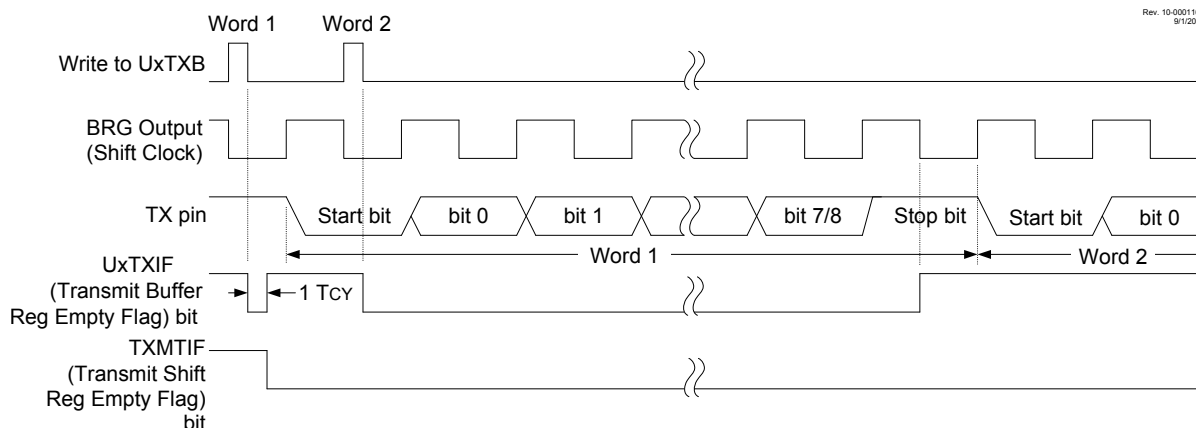 Rev. 10-000110
9/1/20
Word 1 Word 2
Write to UxTXB
BRG Output
(Shift Clock)
TX pin
Start bit bit 0 bit 1 bit 7/8 Stop bit Start bit bit 0
Word 1 Word 2
UxTXIF
(Transmit Buffer
Reg Empty Flag) bit
1 TCY
TXMTIF
(Transmit Shift
Reg Empty Flag)
bit